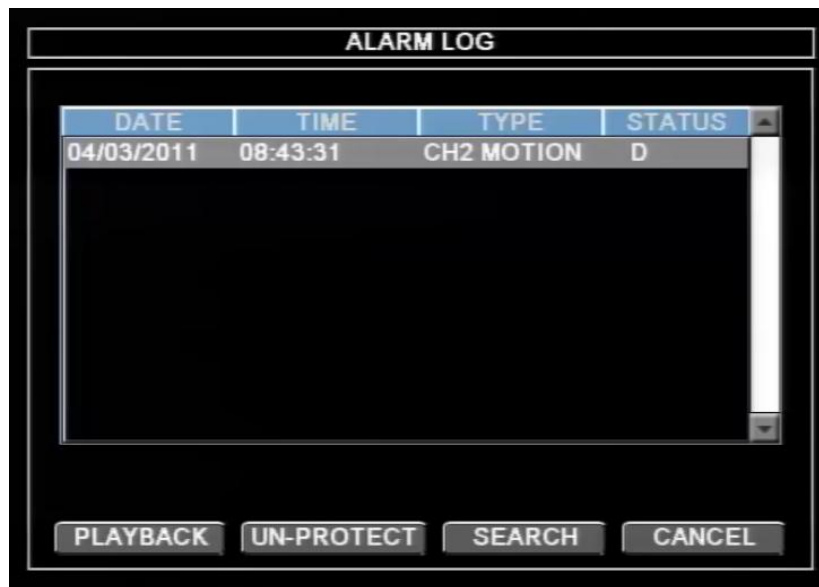 ALARM LOG
DATE TIME TYPE STATUS
04/03/2011 08:43:31 CH2 MOTION D
PLAYBACK UN-PROTECT SEARCH CANCEL